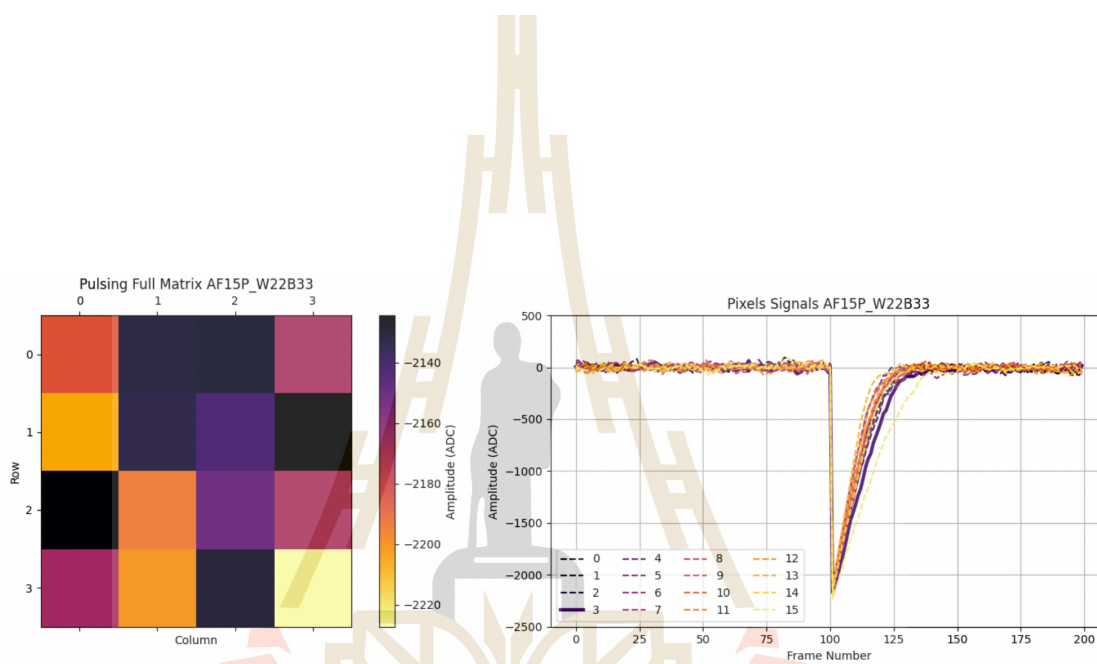 Pulsing Full Matrix AF15P_W22B33
0 1 2 3
0
1
2
3
Row
Column
−2140
−2160
−2180
−2200
−2220
Amplitude (ADC)
Pixels Signals AF15P_W22B33
500
0
−500
−1000
−1500
−2000
−2500
Amplitude (ADC)
0 4 8 12
1 5 9 13
2 6 10 14
3 7 11 15
0 25 50 75 100 125 150 175 200
Frame Number